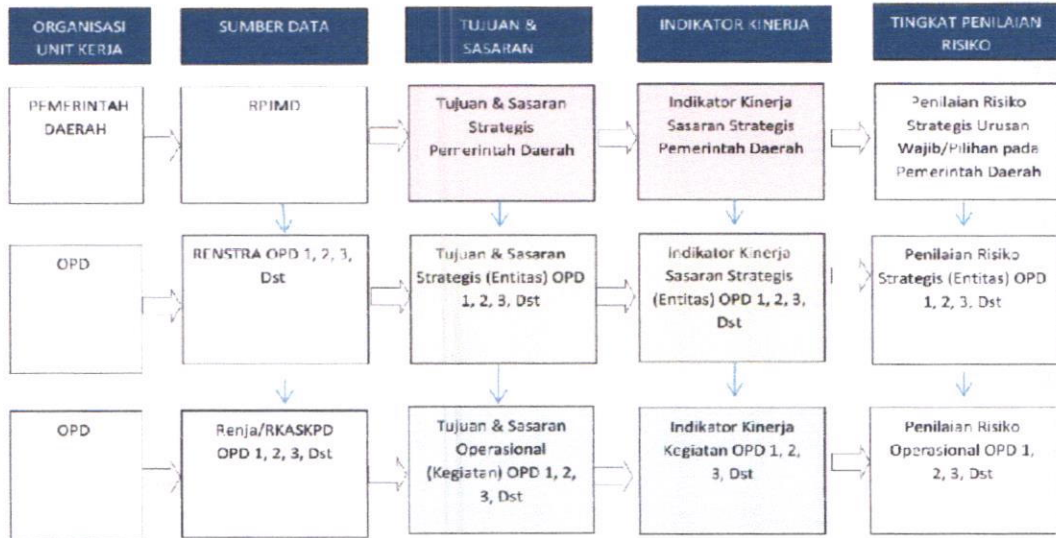 ORGANISASI
UNIT KERJA
SUMBER DATA
TUJUAN &
SASARAN
INDIKATOR KINERJA
TINGKAT PENILAIAN
RISIKO
PEMERINTAH
DAERAH
RPJMD
Tujuan & Sasaran
Strategis
Pemerintah Daerah
Indikator Kinerja
Sasaran Strategis
Pemerintah Daerah
Penilaian Risiko
Strategis Urusan
Wajib/Pilihan pada
Pemerintah Daerah
OPD
RENSTRA OPD 1, 2, 3,
Dst
Tujuan & Sasaran
Strategis (Entitas) OPD
1, 2, 3, Dst
Indikator Kinerja
Sasaran Strategis
(Entitas) OPD 1, 2, 3,
Dst
Penilaian Risiko
Strategis (Entitas) OPD
1, 2, 3, Dst
OPD
Renja/RKASKPD
OPD 1, 2, 3, Dst
Tujuan & Sasaran
Operasional
(Kegiatan) OPD 1, 2,
3, Dst
Indikator Kinerja
Kegiatan OPD 1, 2,
3, Dst
Penilaian Risiko
Operasional OPD 1,
2, 3, Dst